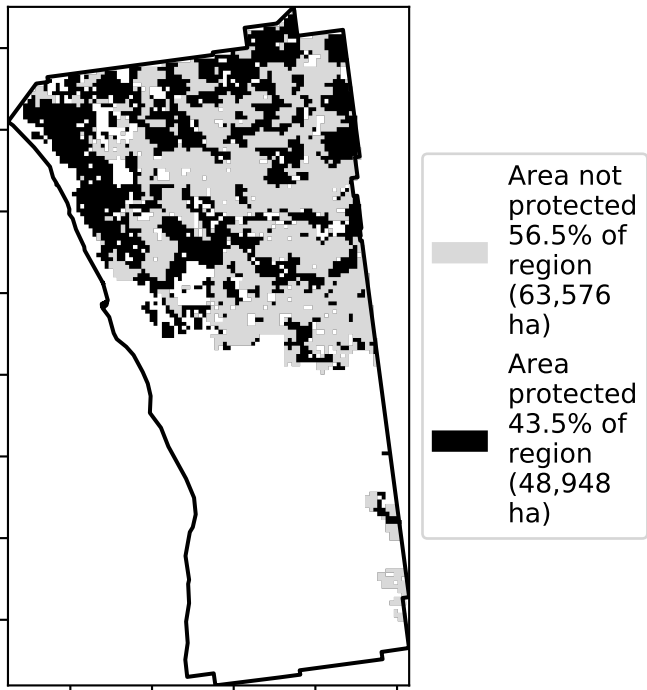 Area not
protected
56.5% of
region
(63,576
ha)
Area
protected
43.5% of
region
(48,948
ha)